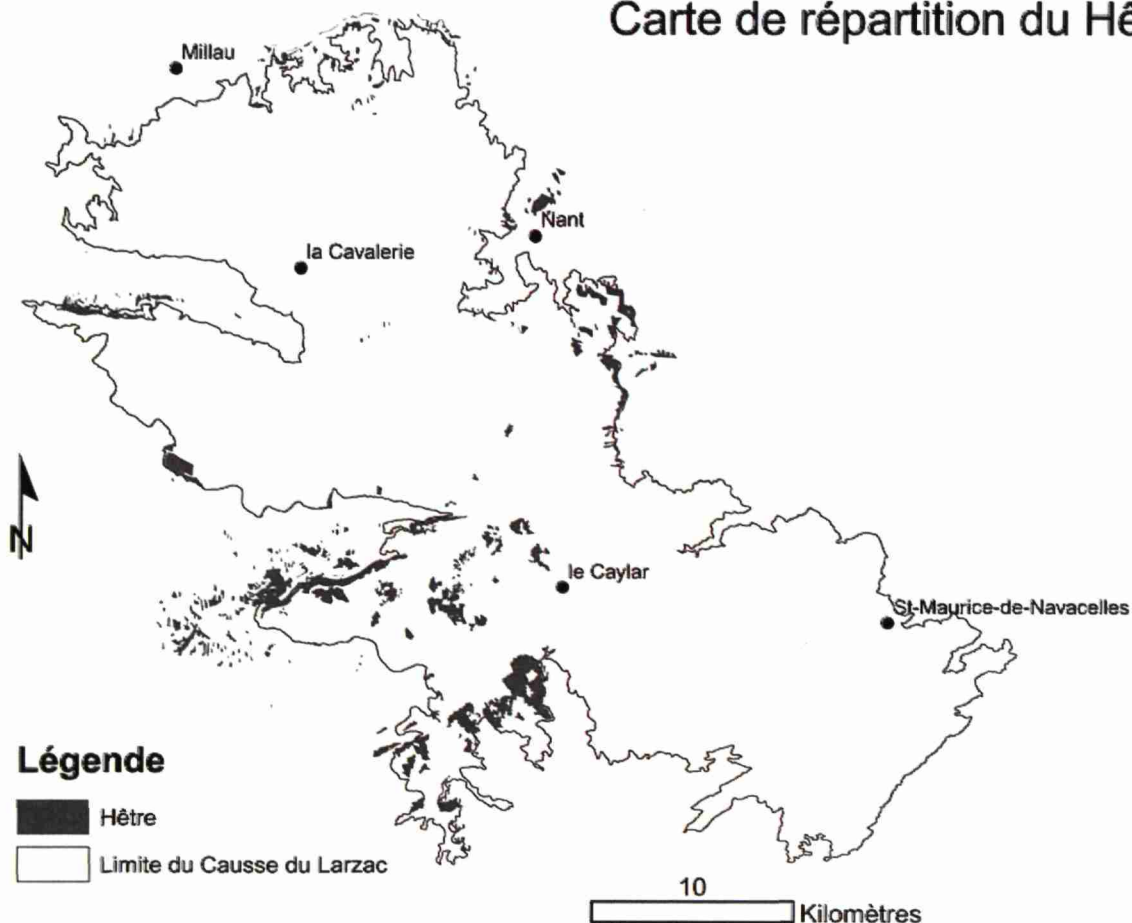 Carte de répartition du Hê
Millau
Nant
la Cavalerie
N
le Caylar
St-Maurice-de-Navacelles
Légende
Hêtre
Limite du Causse du Larzac
10
Kilomètres